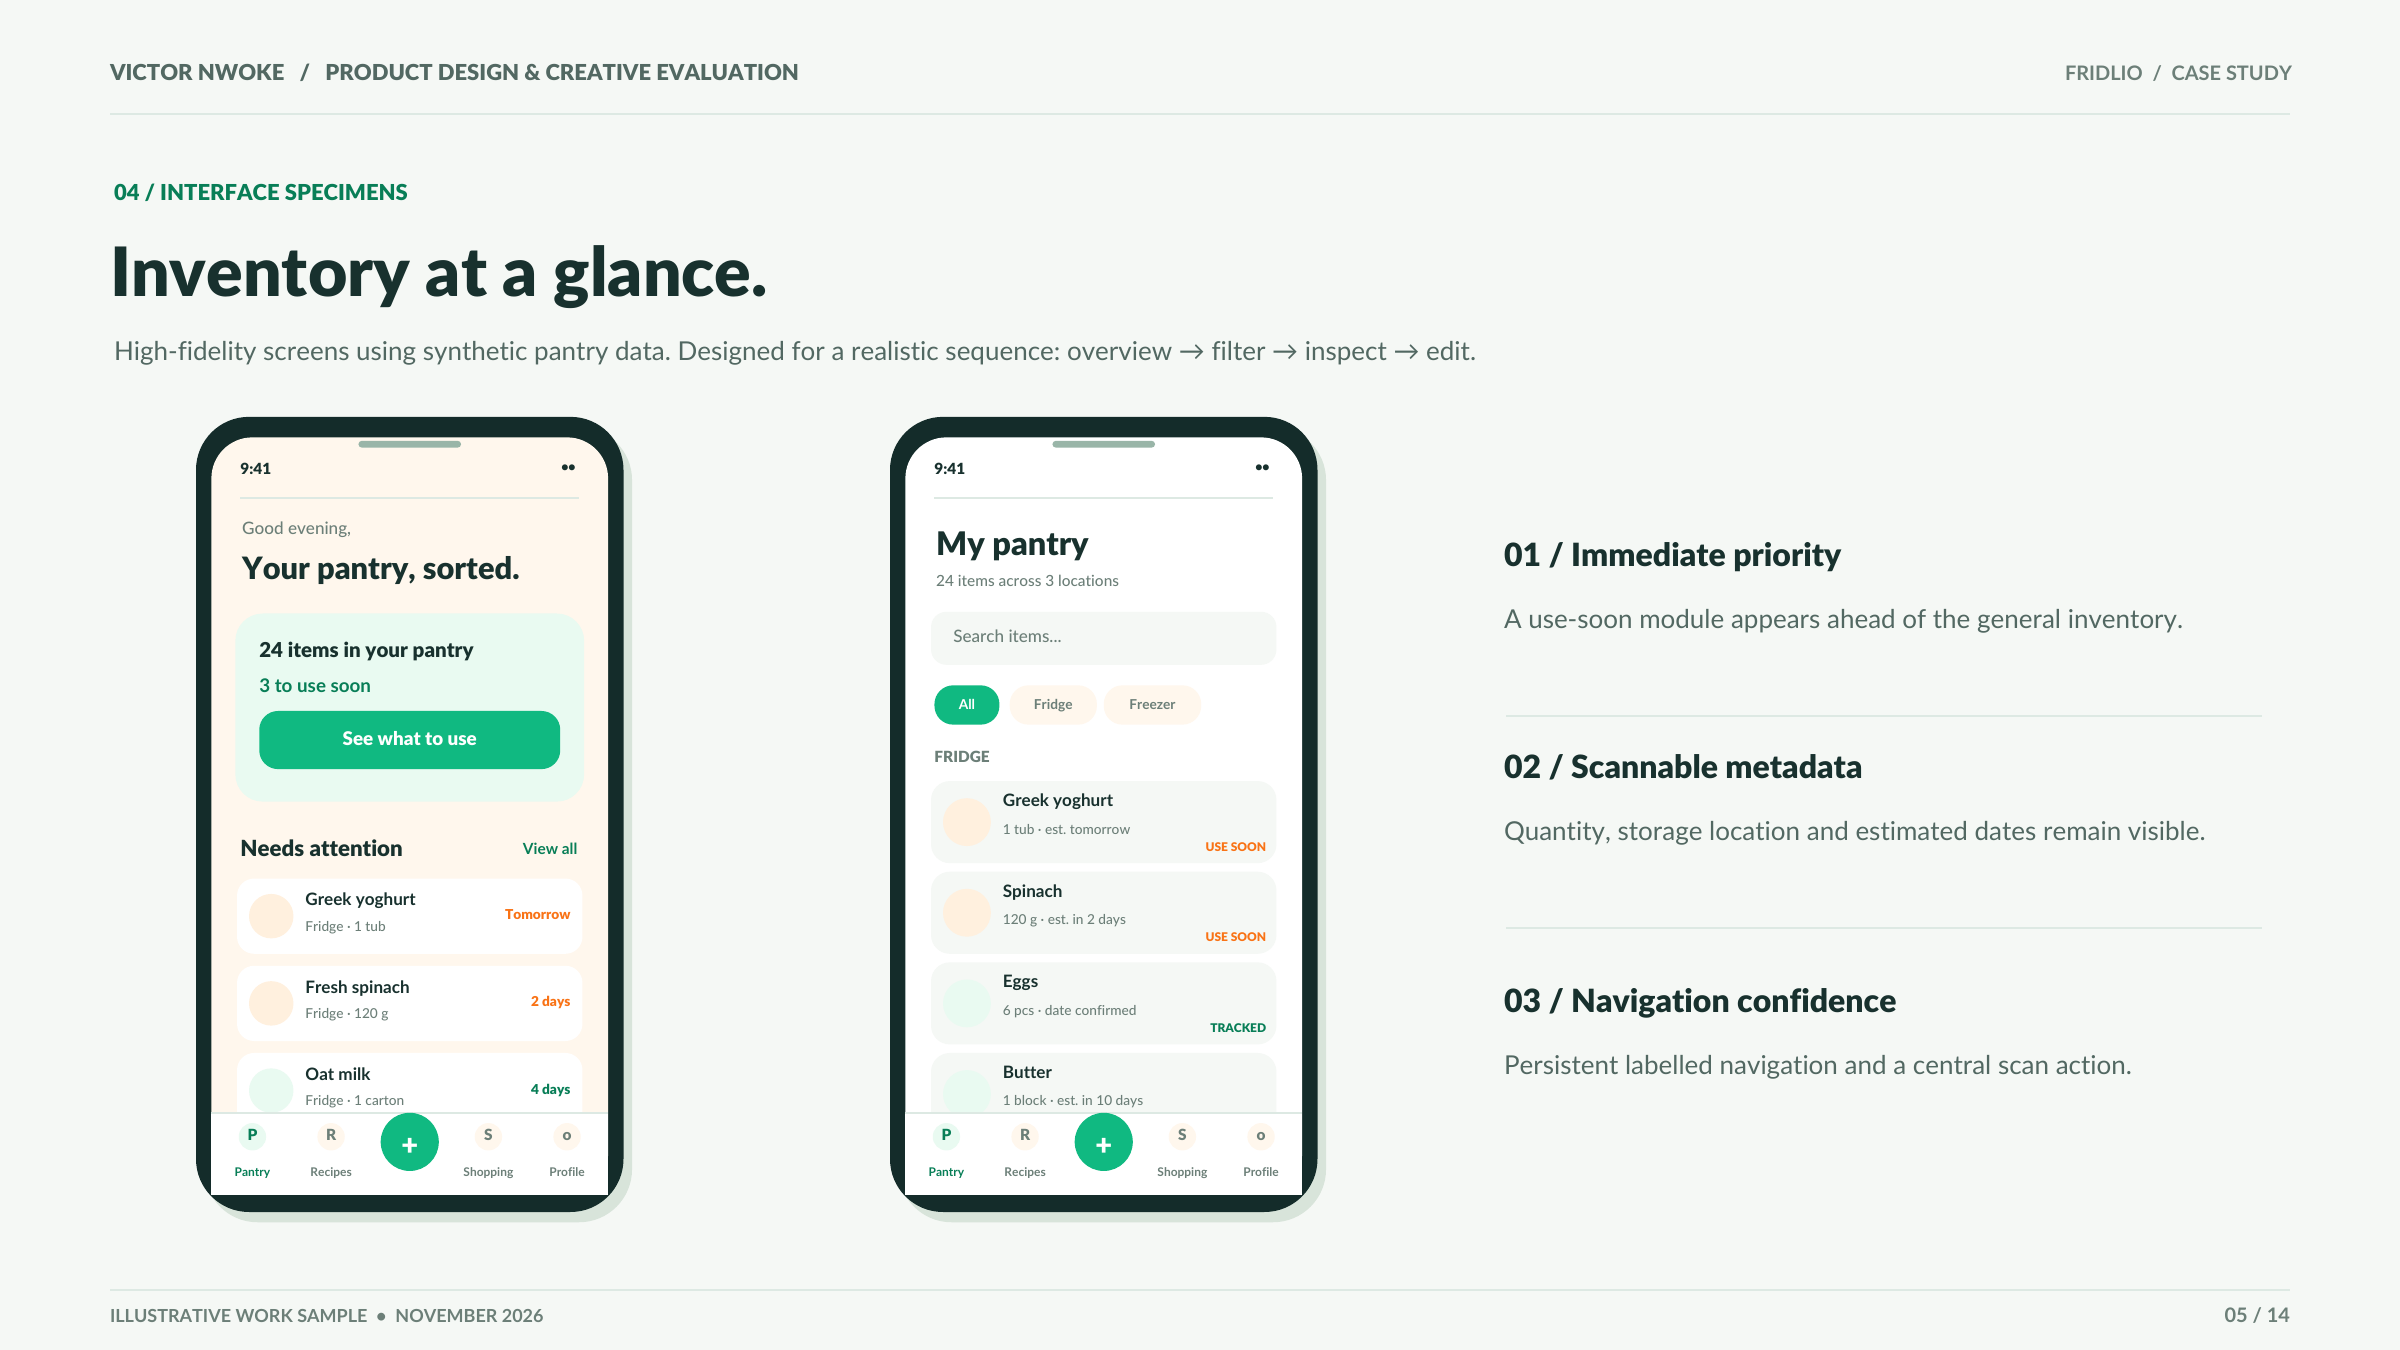 VICTOR NWOKE / PRODUCT DESIGN & CREATIVE EVALUATION
FRIDLIO / CASE STUDY
04 / INTERFACE SPECIMENS
Inventory at a glance.
High-fidelity screens using synthetic pantry data. Designed for a realistic sequence: overview → filter → inspect → edit.
9:41
Good evening,
Your pantry, sorted.
24 items in your pantry
3 to use soon
See what to use
Needs attention
View all
Greek yoghurt
Fridge · 1 tub
Tomorrow
Fresh spinach
Fridge · 120 g
2 days
Oat milk
Fridge · 1 carton
4 days
P
R
+
S
o
Pantry
Recipes
Shopping
Profile
9:41
My pantry
24 items across 3 locations
Search items...
All
Fridge
Freezer
FRIDGE
Greek yoghurt
1 tub · est. tomorrow
USE SOON
Spinach
120 g · est. in 2 days
USE SOON
Eggs
6 pcs · date confirmed
TRACKED
Butter
1 block · est. in 10 days
P
R
+
S
o
Pantry
Recipes
Shopping
Profile
01 / Immediate priority
A use-soon module appears ahead of the general inventory.
02 / Scannable metadata
Quantity, storage location and estimated dates remain visible.
03 / Navigation confidence
Persistent labelled navigation and a central scan action.
ILLUSTRATIVE WORK SAMPLE • NOVEMBER 2026
05 / 14